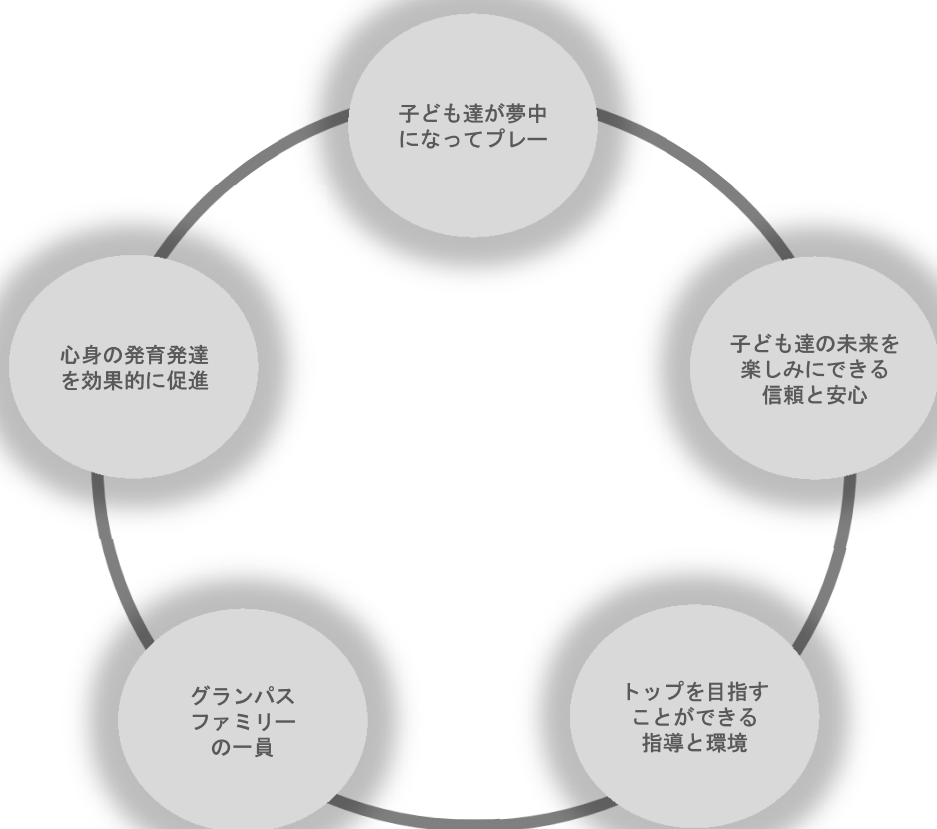 子ども達が夢中
になってプレー
子ども達の未来を
楽しみにできる
信頼と安心
トップを目指す
ことができる
指導と環境
グランパス
ファミリー
の一員
心身の発育発達
を効果的に促進